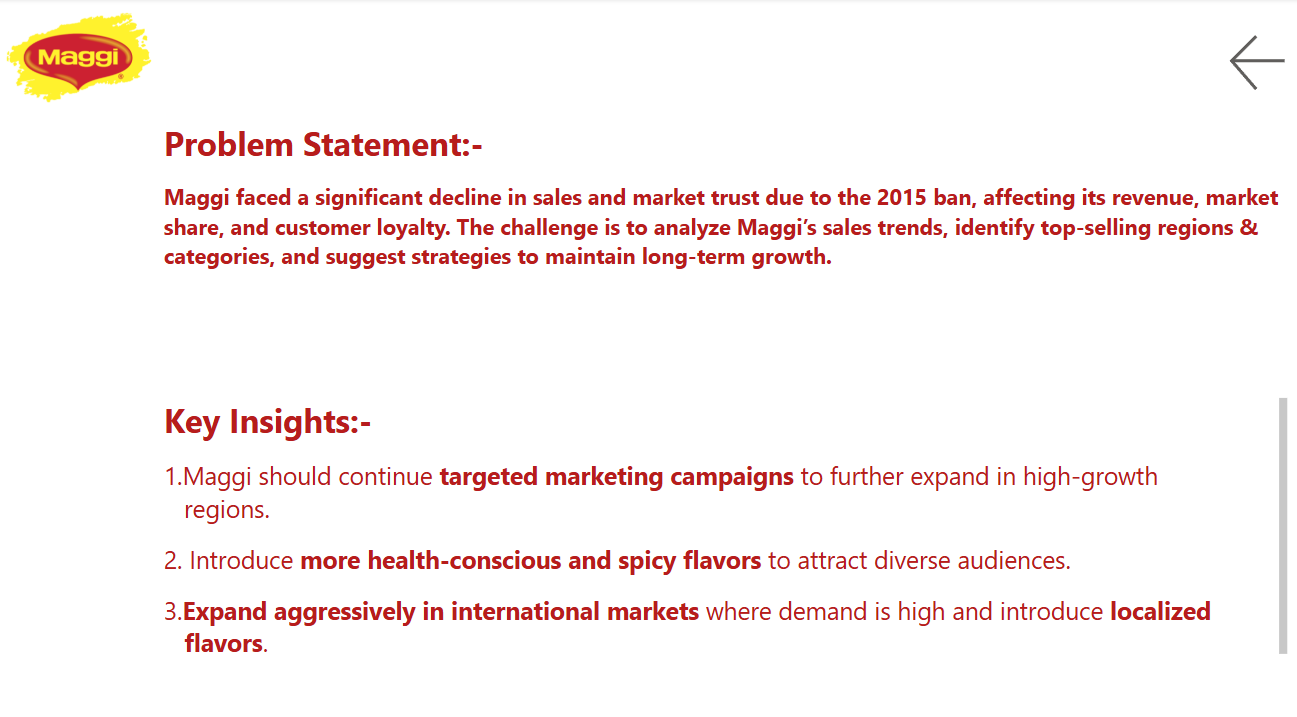 Maggi
Problem Statement:-
Maggi faced a significant decline in sales and market trust due to the 2015 ban, affecting its revenue, market
share, and customer loyalty. The challenge is to analyze Maggi’s sales trends, identify top-selling regions &
categories, and suggest strategies to maintain long-term growth.
Key Insights:-
1.Maggi should continue targeted marketing campaigns to further expand in high-growth
regions.
2. Introduce more health-conscious and spicy flavors to attract diverse audiences.
3.Expand aggressively in international markets where demand is high and introduce localized
flavors.